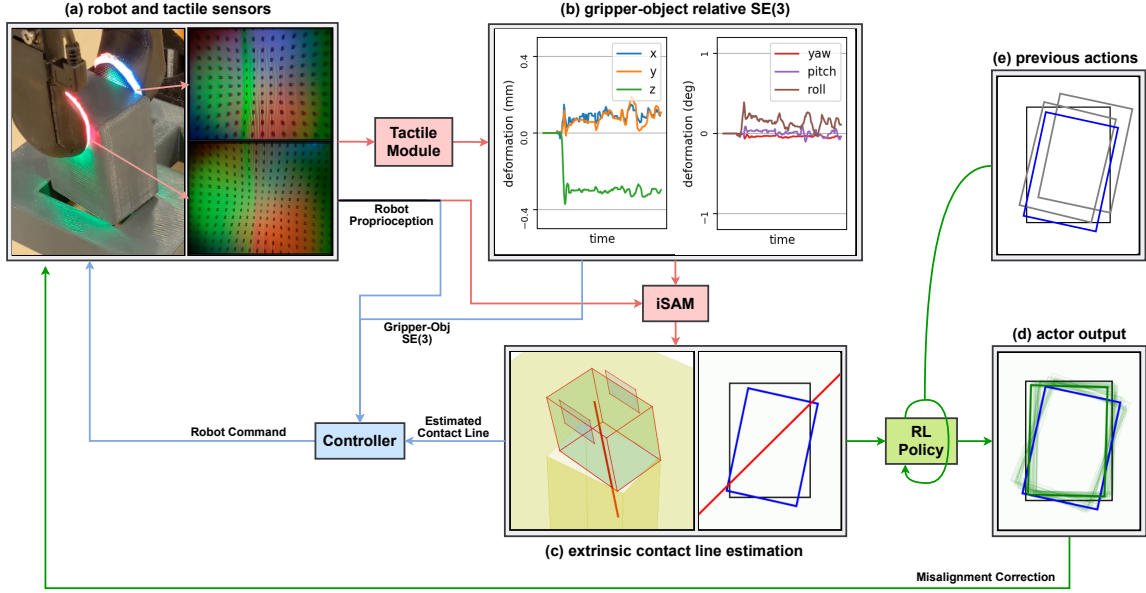 (a) robot and tactile sensors
(b) gripper-object relative SE(3)
(e) previous actions
Tactile
Module
deformation (mm)
0.4
0.0
−0.4
x
y
z
time
deformation (deg)
1
0
−1
yaw
pitch
roll
time
Robot
Proprioception
iSAM
Gripper-Obj
SE(3)
(d) actor output
Robot Command
Controller
Estimated
Contact Line
RL
Policy
(c) extrinsic contact line estimation
Misalignment Correction